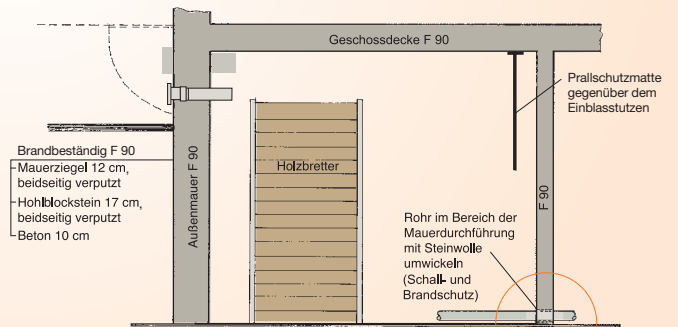 Geschossdecke F 90
Prallschutzmatte
gegenüber dem
Einblasstutzen
Brandbeständig F 90
Mauerziegel 12 cm,
beidseitig verputzt
Hohlblockstein 17 cm,
beidseitig verputzt
Beton 10 cm
Außenmauer F 90
Holzbretter
F 90
Rohr im Bereich der
Mauerdurchführung
mit Steinwolle
umwickeln
(Schall- und
Brandschutz)